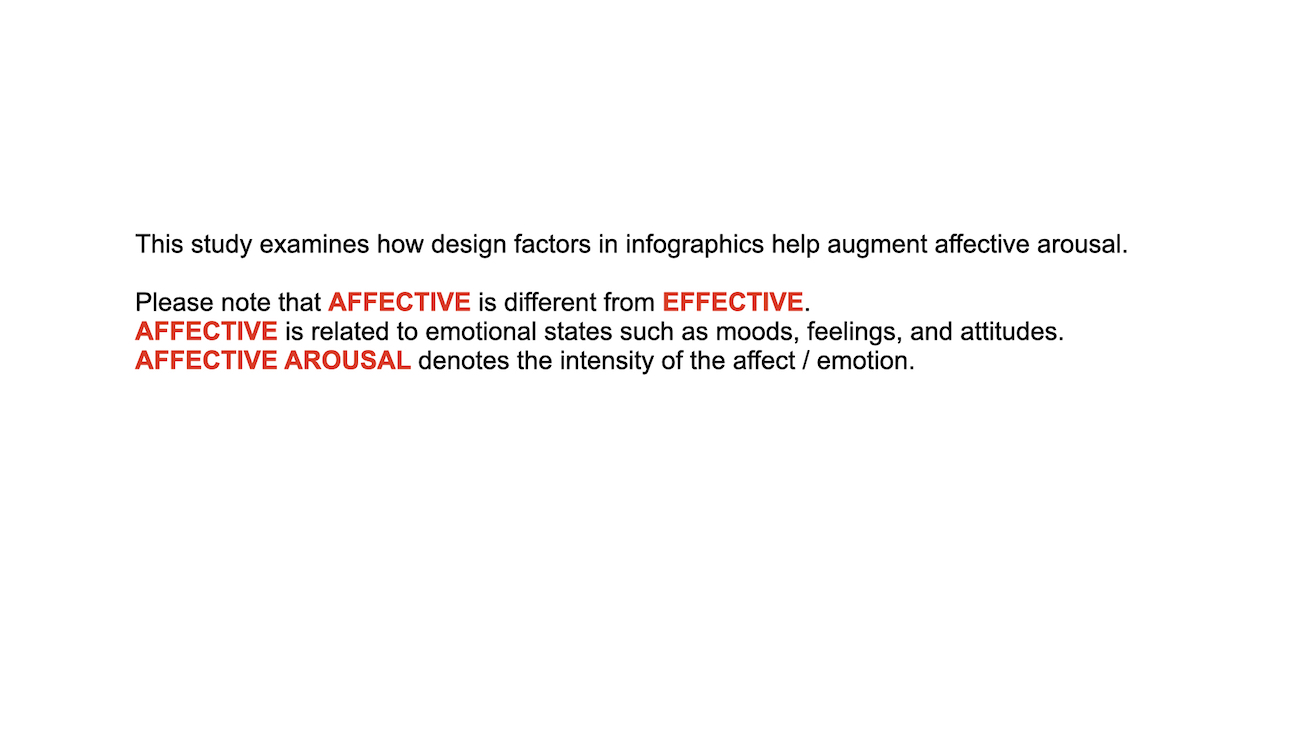 This study examines how design factors in infographics help augment affective arousal.
Please note that AFFECTIVE is different from EFFECTIVE.
AFFECTIVE is related to emotional states such as moods, feelings, and attitudes.
AFFECTIVE AROUSAL denotes the intensity of the affect / emotion.